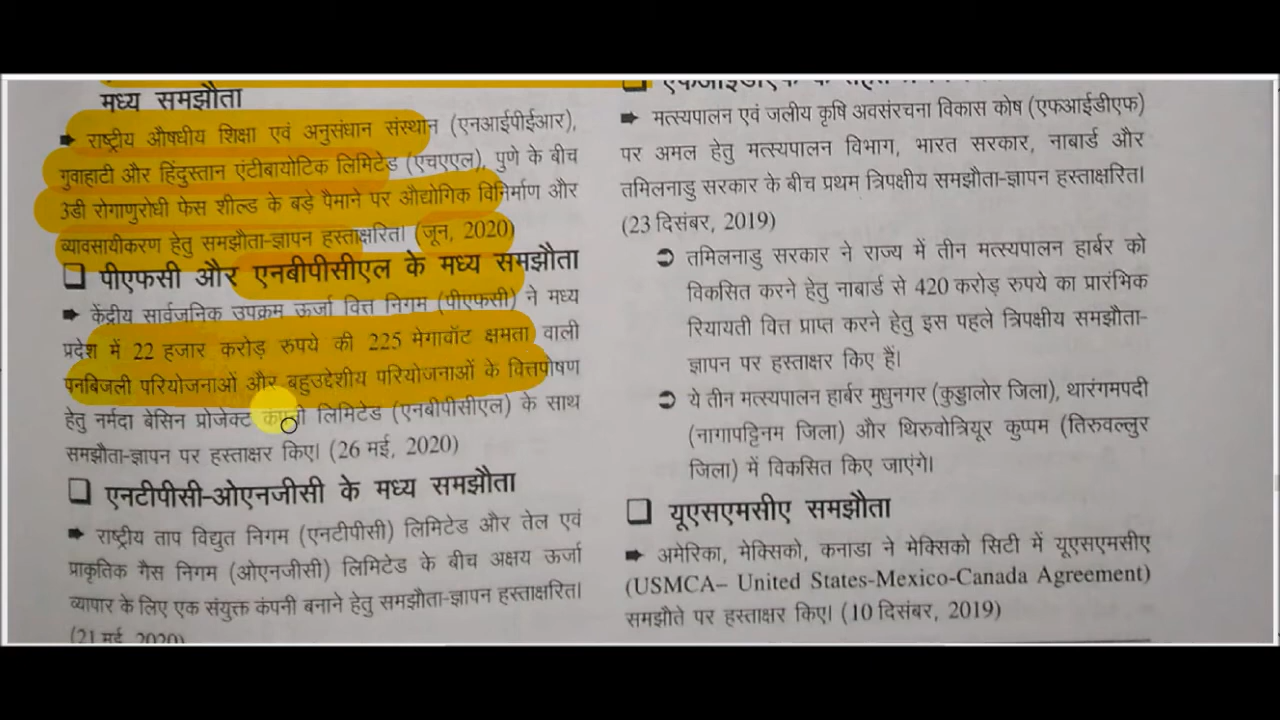 मध्य समझौता
➨ राष्ट्रीय औषधीय शिक्षा एवं अनुसंधान संस्थान (एनआईपीईआर),
गुवाहाटी और हिंदुस्तान एंटीबायोटिक लिमिटेड (एचएएल), पुणे के बीच
3डी रोगाणुरोधी फेस शील्ड के बड़े पैमाने पर औद्योगिक विनिर्माण और
व्यावसायीकरण हेतु समझौता-ज्ञापन हस्ताक्षरित। (जून, 2020)
❑ पीएफसी और एनबीपीसीएल के मध्य समझौता
➨ केंद्रीय सार्वजनिक उपक्रम ऊर्जा वित्त निगम (पीएफसी) ने मध्य
प्रदेश में 22 हजार करोड़ रुपये की 225 मेगावॉट क्षमता वाली
पनबिजली परियोजनाओं और बहुउद्देशीय परियोजनाओं के वित्तपोषण
हेतु नर्मदा बेसिन प्रोजेक्ट लिमिटेड (एनबीपीसीएल) के साथ
समझौता-ज्ञापन पर हस्ताक्षर किए। (26 मई, 2020)
❑ एनटीपीसी-ओएनजीसी के मध्य समझौता
➨ राष्ट्रीय ताप विद्युत निगम (एनटीपीसी) लिमिटेड और तेल एवं
प्राकृतिक गैस निगम (ओएनजीसी) लिमिटेड के बीच अक्षय ऊर्जा
व्यापार के लिए एक संयुक्त कंपनी बनाने हेतु समझौता-ज्ञापन हस्ताक्षरित।
(21 मई, 2020)
➨ मत्स्यपालन एवं जलीय कृषि अवसंरचना विकास कोष (एफआईडीएफ)
पर अमल हेतु मत्स्यपालन विभाग, भारत सरकार, नाबार्ड और
तमिलनाडु सरकार के बीच प्रथम त्रिपक्षीय समझौता-ज्ञापन हस्ताक्षरित।
(23 दिसंबर, 2019)
➲ तमिलनाडु सरकार ने राज्य में तीन मत्स्यपालन हार्बर को
विकसित करने हेतु नाबार्ड से 420 करोड़ रुपये का प्रारंभिक
रियायती वित्त प्राप्त करने हेतु इस पहले त्रिपक्षीय समझौता-
ज्ञापन पर हस्ताक्षर किए हैं।
➲ ये तीन मत्स्यपालन हार्बर मुधुनगर (कुड्डालोर जिला), थारंगमपदी
(नागापट्टिनम जिला) और थिरुवोत्रियूर कुप्पम (तिरुवल्लुर
जिला) में विकसित किए जाएंगे।
❑ यूएसएमसीए समझौता
➨ अमेरिका, मेक्सिको, कनाडा ने मेक्सिको सिटी में यूएसएमसीए
(USMCA– United States-Mexico-Canada Agreement)
समझौते पर हस्ताक्षर किए। (10 दिसंबर, 2019)